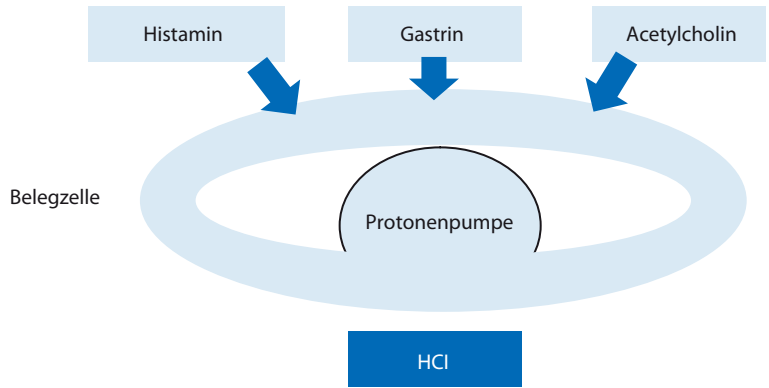 Histamin
Gastrin
Acetylcholin
Belegzelle
Protonenpumpe
HCl